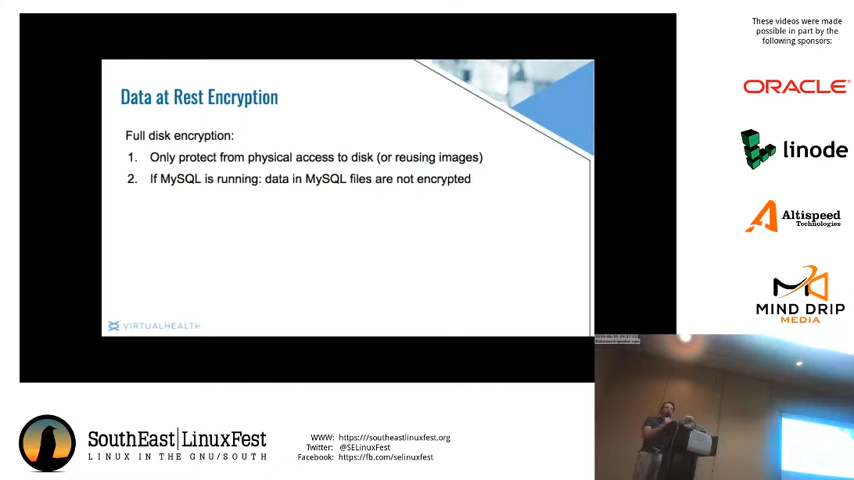 These videos were made
possible in part by the
following sponsors:
ORACLE
linode
Altispeed
Technologies
MIND DRIP
MEDIA
Data at Rest Encryption
Full disk encryption:
1. Only protect from physical access to disk (or reusing images)
2. If MySQL is running: data in MySQL files are not encrypted
VIRTUALHEALTH
SouthEast|LinuxFest
LINUX IN THE GNU/SOUTH
WWW: https://southeastlinuxfest.org
Twitter: @SELinuxFest
Facebook: https://fb.com/selinuxfest